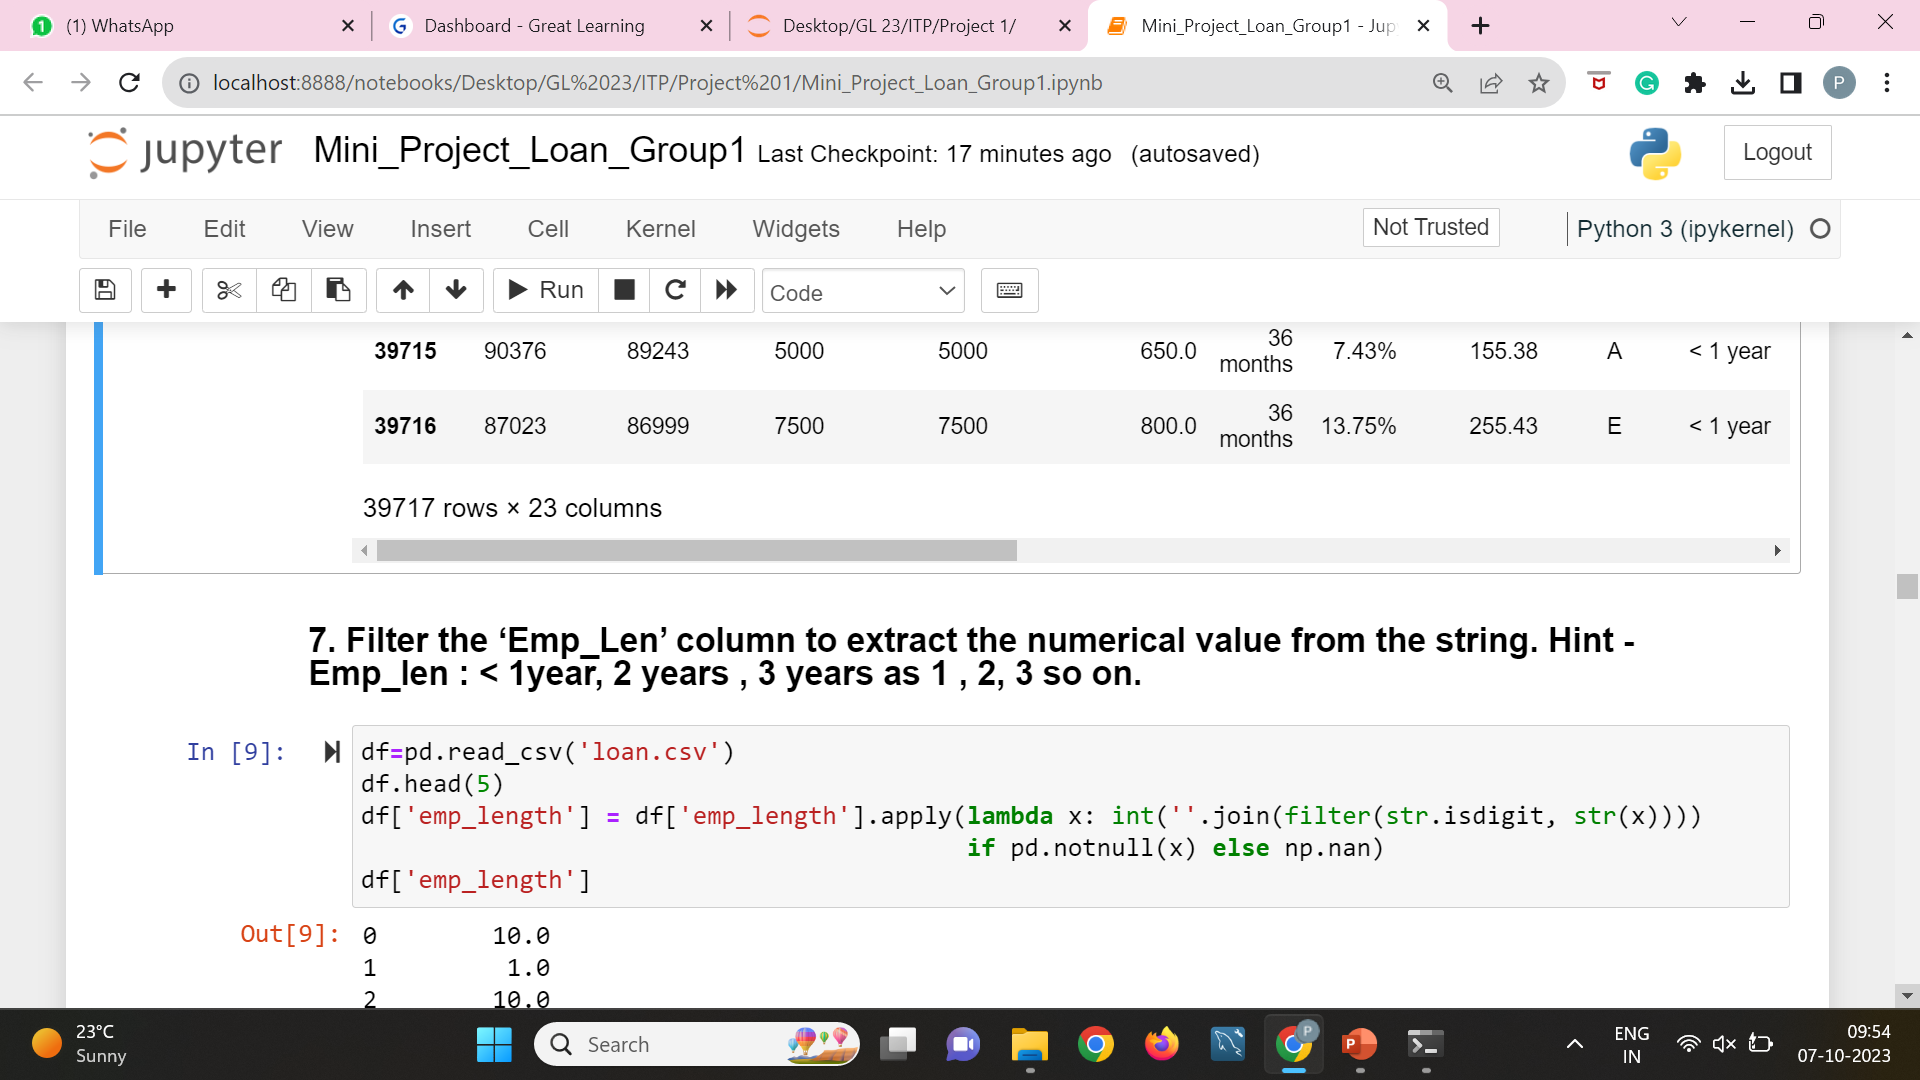 (1) WhatsApp
Dashboard - Great Learning
Desktop/GL 23/ITP/Project 1/
Mini_Project_Loan_Group1 - Jup
localhost:8888/notebooks/Desktop/GL%2023/ITP/Project%201/Mini_Project_Loan_Group1.ipynb
P
jupyter Mini_Project_Loan_Group1 Last Checkpoint: 17 minutes ago (autosaved)
Logout
File Edit View Insert Cell Kernel Widgets Help
Not Trusted
Python 3 (ipykernel)
Run
Code
39715 90376 89243 5000 5000 650.0 36 months 7.43% 155.38 A < 1 year
39716 87023 86999 7500 7500 800.0 36 months 13.75% 255.43 E < 1 year
39717 rows × 23 columns
7. Filter the ‘Emp_Len’ column to extract the numerical value from the string. Hint -
Emp_len : < 1year, 2 years , 3 years as 1 , 2, 3 so on.
In [9]:
df=pd.read_csv('loan.csv')
df.head(5)
df['emp_length'] = df['emp_length'].apply(lambda x: int(''.join(filter(str.isdigit, str(x))))
if pd.notnull(x) else np.nan)
df['emp_length']
Out[9]: 0 10.0
1 1.0
2 10.0
23°C
Sunny
Search
P
P
ENG
IN
09:54
07-10-2023